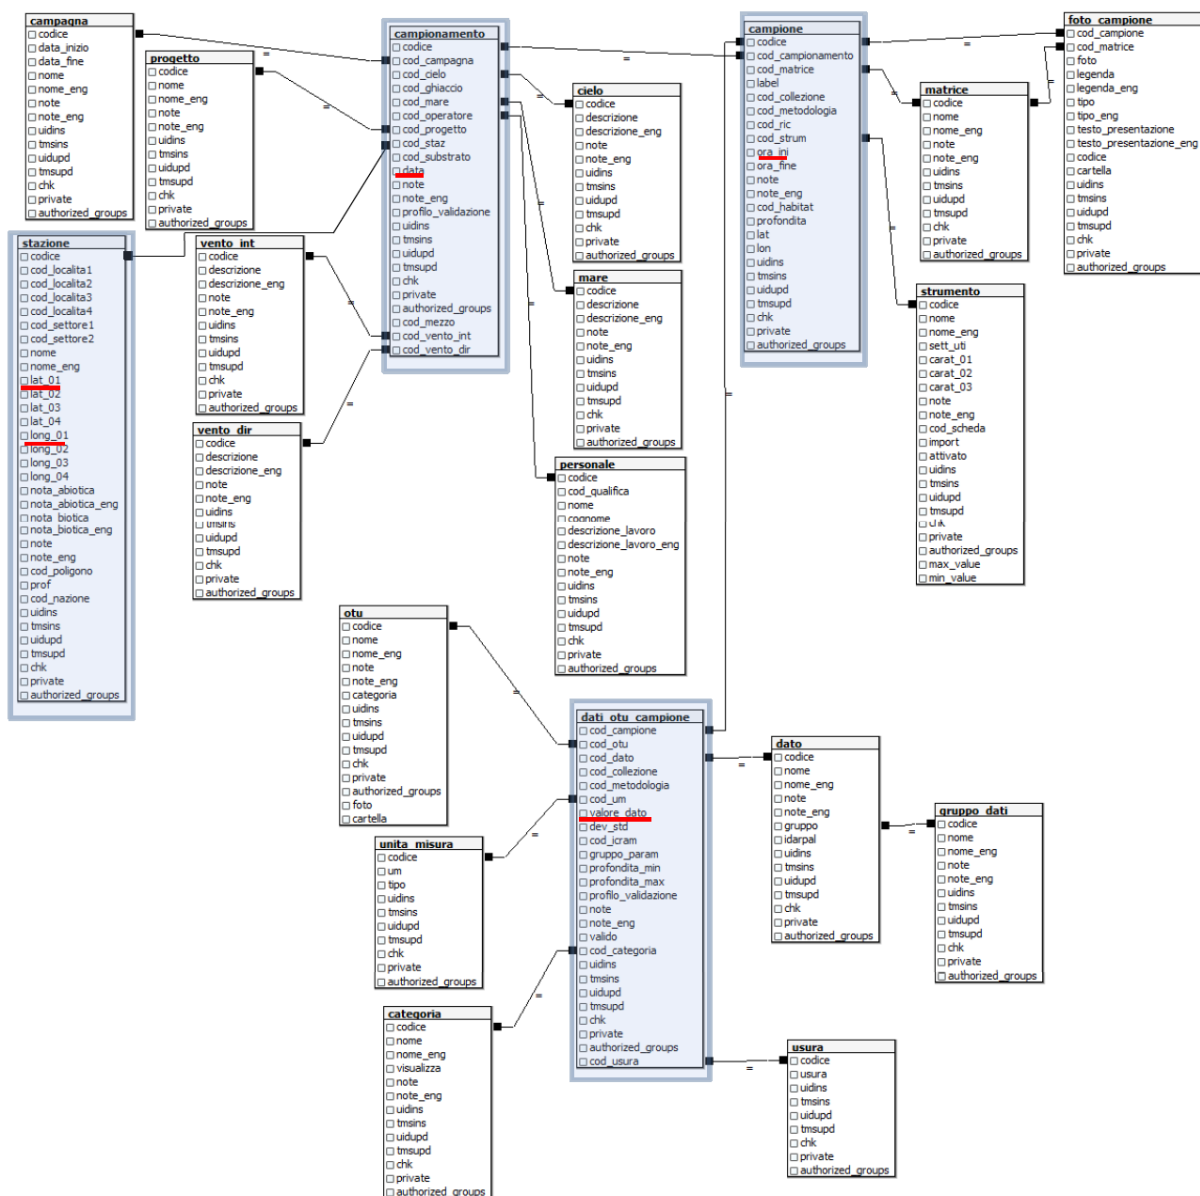 campagna
codice
data_inizio
data_fine
nome
nome_eng
note
note_eng
uidins
tmsins
uidupd
tmsupd
chk
private
authorized_groups
progetto
codice
nome
nome_eng
note
note_eng
uidins
tmsins
uidupd
tmsupd
chk
private
authorized_groups
campionamento
codice
cod_campagna
cod_cielo
cod_ghiaccio
cod_mare
cod_operatore
cod_progetto
cod_staz
cod_substrato
data
note
note_eng
profilo_validazione
uidins
tmsins
uidupd
tmsupd
chk
private
authorized_groups
cod_mezzo
cod_vento_int
cod_vento_dir
campione
codice
cod_campionamento
cod_matrice
label
cod_collezione
cod_metodologia
cod_ric
cod_strum
ora_ini
ora_fine
note
note_eng
cod_habitat
profondita
lat
lon
uidins
tmsins
uidupd
tmsupd
chk
private
authorized_groups
foto_campione
cod_campione
cod_matrice
foto
legenda
legenda_eng
tipo
tipo_eng
testo_presentazione
testo_presentazione_eng
codice
cartella
uidins
tmsins
uidupd
tmsupd
chk
private
authorized_groups
cielo
codice
descrizione
descrizione_eng
note
note_eng
uidins
tmsins
uidupd
tmsupd
chk
private
authorized_groups
matrice
codice
nome
nome_eng
note
note_eng
uidins
tmsins
uidupd
tmsupd
chk
private
authorized_groups
stazione
codice
cod_localita1
cod_localita2
cod_localita3
cod_localita4
cod_settore1
cod_settore2
nome
nome_eng
lat_01
lat_02
lat_03
lat_04
long_01
long_02
long_03
long_04
nota_abiotica
nota_abiotica_eng
nota_biotica
nota_biotica_eng
note
note_eng
cod_poligono
prof
cod_nazione
uidins
tmsins
uidupd
tmsupd
chk
private
authorized_groups
vento_int
codice
descrizione
descrizione_eng
note
note_eng
uidins
tmsins
uidupd
tmsupd
chk
private
authorized_groups
mare
codice
descrizione
descrizione_eng
note
note_eng
uidins
tmsins
uidupd
tmsupd
chk
private
authorized_groups
strumento
codice
nome
nome_eng
sett_uti
carat_01
carat_02
carat_03
note
note_eng
cod_scheda
import
attivato
uidins
tmsins
uidupd
tmsupd
chk
private
authorized_groups
max_value
min_value
vento_dir
codice
descrizione
descrizione_eng
note
note_eng
uidins
tmsins
uidupd
tmsupd
chk
private
authorized_groups
personale
codice
cod_qualifica
nome
cognome
descrizione_lavoro
descrizione_lavoro_eng
note
note_eng
uidins
tmsins
uidupd
tmsupd
chk
private
authorized_groups
otu
codice
nome
nome_eng
note
note_eng
categoria
uidins
tmsins
uidupd
tmsupd
chk
private
authorized_groups
foto
cartella
dati_otu_campione
cod_campione
cod_otu
cod_dato
cod_collezione
cod_metodologia
cod_um
valore_dato
dev_std
cod_icram
gruppo_param
profondita_min
profondita_max
profilo_validazione
note
note_eng
valido
cod_categoria
uidins
tmsins
uidupd
tmsupd
chk
private
authorized_groups
cod_usura
dato
codice
nome
nome_eng
note
note_eng
gruppo
idarpal
uidins
tmsins
uidupd
tmsupd
chk
private
authorized_groups
gruppo_dati
codice
nome
nome_eng
note
note_eng
uidins
tmsins
uidupd
tmsupd
chk
private
authorized_groups
unita_misura
codice
um
tipo
uidins
tmsins
uidupd
tmsupd
chk
private
authorized_groups
categoria
codice
nome
nome_eng
visualizza
note
note_eng
uidins
tmsins
uidupd
tmsupd
chk
private
authorized_groups
usura
codice
usura
uidins
tmsins
uidupd
tmsupd
chk
private
authorized_groups